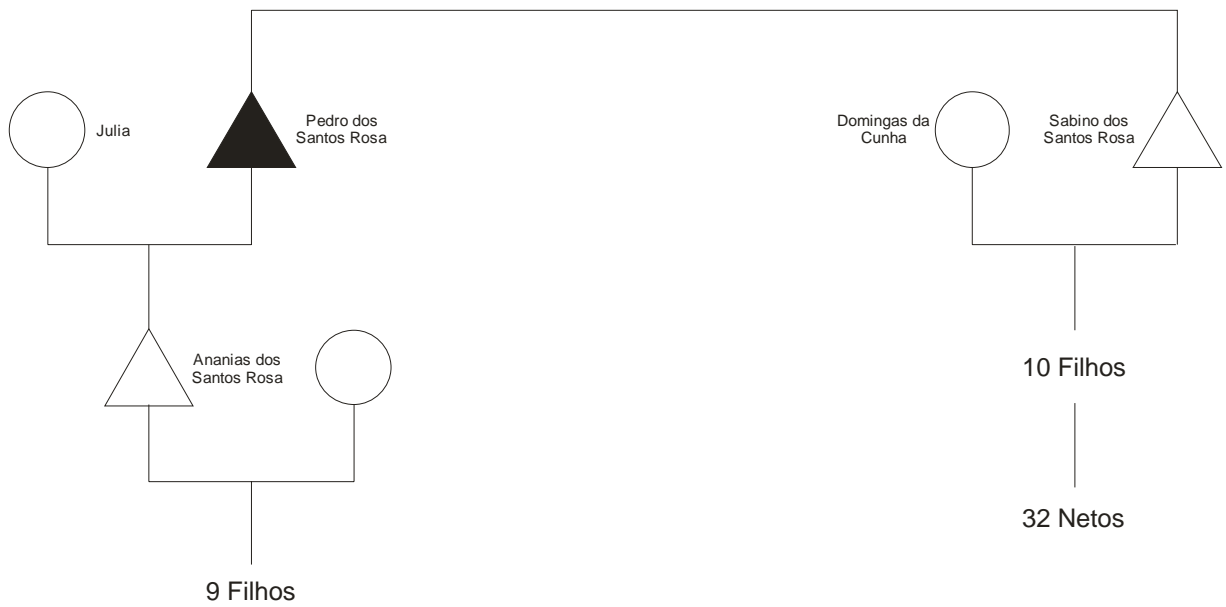 Julia
Pedro dos
Santos Rosa
Domingas da
Cunha
Sabino dos
Santos Rosa
Ananias dos
Santos Rosa
10 Filhos
32 Netos
9 Filhos